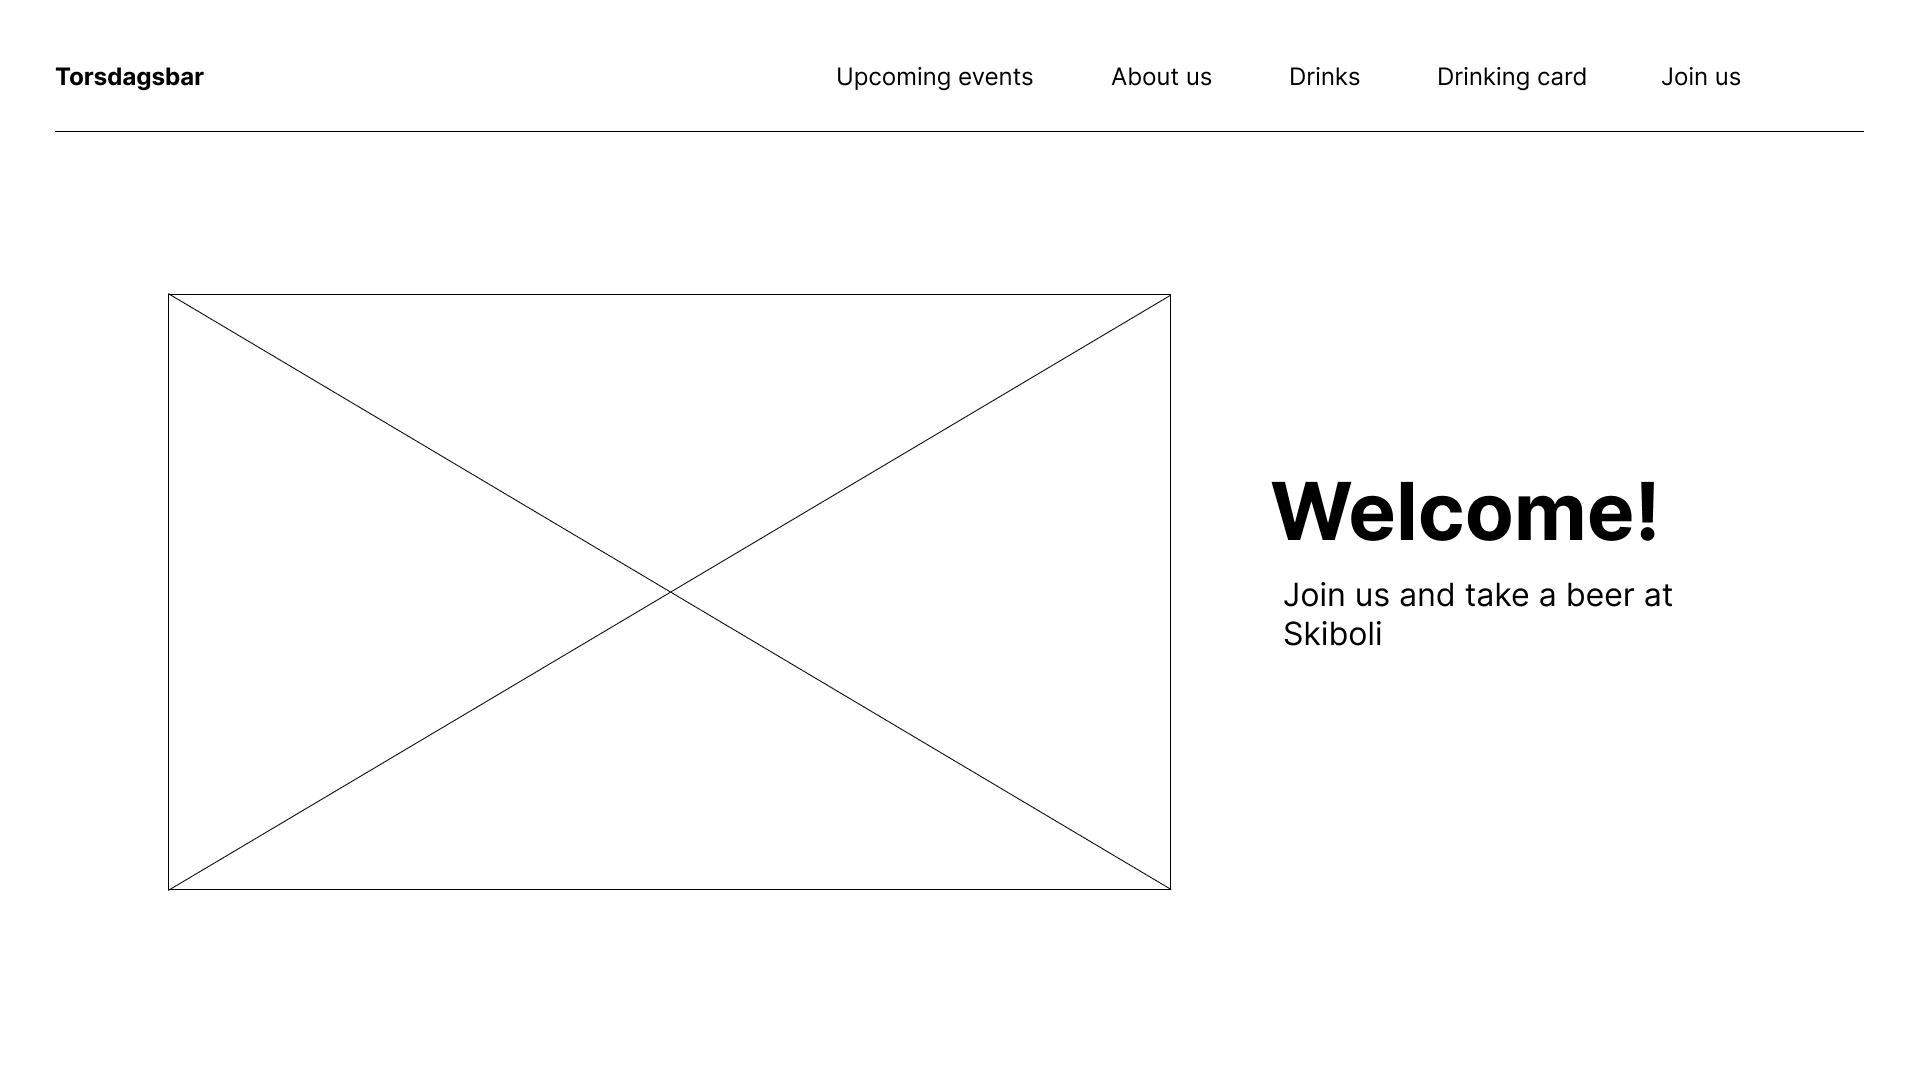 Torsdagsbar
Upcoming events
About us
Drinks
Drinking card
Join us
Welcome!
Join us and take a beer at
Skiboli